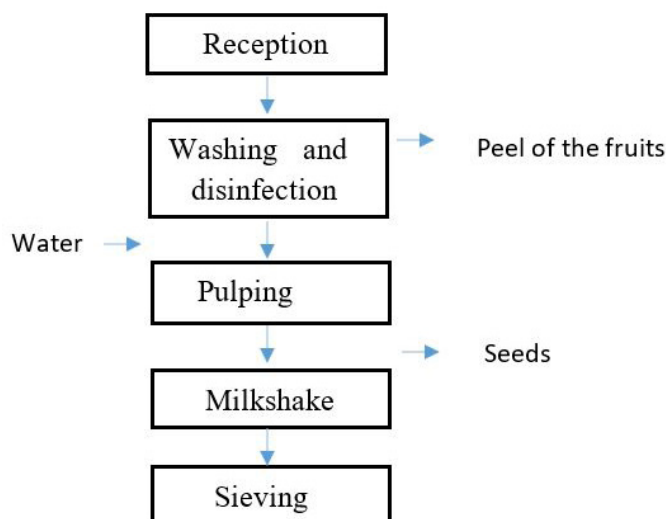 Reception
Washing and
disinfection
Peel of the fruits
Water
Pulping
Seeds
Milkshake
Sieving